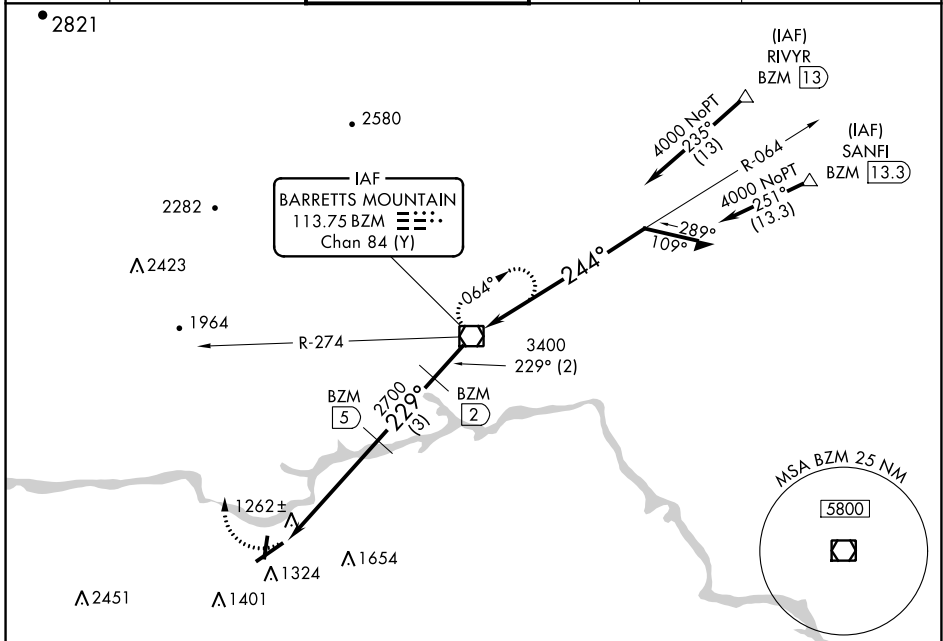 2821
(IAF)
RIVYR
BZM 13
2580
4000 NoPT
235°
(13)
R-064
(IAF)
SANFI
BZM 13.3
4000 NoPT
251°
(13.3)
IAF
BARRETTS MOUNTAIN
113.75 BZM
Chan 84 (Y)
2282
289°
109°
2423
064°
244°
1964
R-274
3400
229° (2)
BZM
5
2700
229°
(3)
BZM
2
MSA BZM 25 NM
5800
1262±
1654
1324
2451
1401